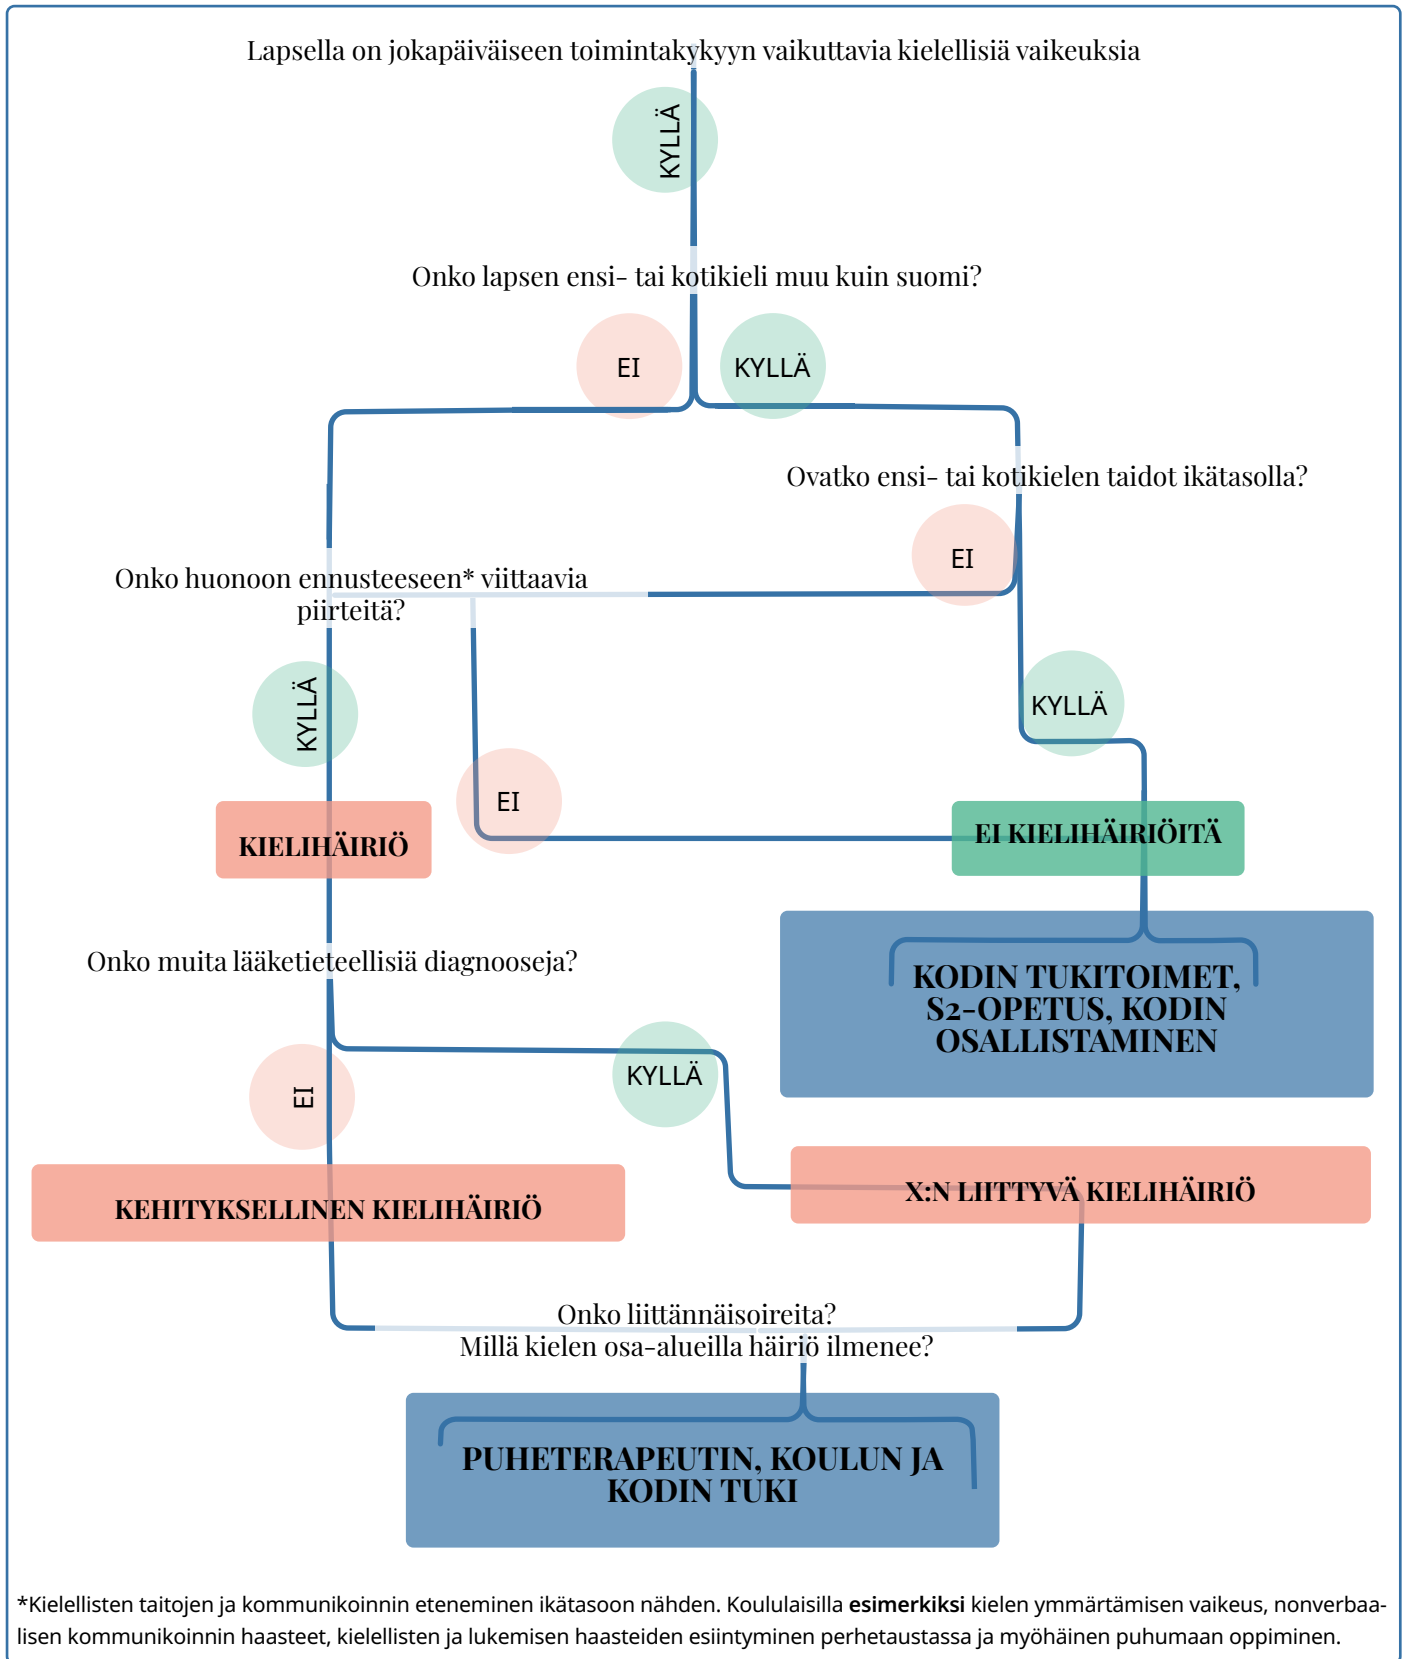 Lapsella on jokapäiväiseen toimintakykyyn vaikuttavia kielellisiä vaikeuksia
KYLLÄ
Onko lapsen ensi- tai kotikieli muu kuin suomi?
EI
KYLLÄ
Ovatko ensi- tai kotikielen taidot ikätasolla?
EI
Onko huonoon ennusteeseen* viittaavia
piirteitä?
KYLLÄ
KYLLÄ
EI
KIELIHÄIRIÖ
EI KIELIHÄIRIÖITÄ
Onko muita lääketieteellisiä diagnooseja?
KODIN TUKITOIMET,
S2-OPETUS, KODIN
OSALLISTAMINEN
EI
KYLLÄ
KEHITYKSELLINEN KIELIHÄIRIÖ
X:N LIITTYVÄ KIELIHÄIRIÖ
Onko liittännäisoireita?
Millä kielen osa-alueilla häiriö ilmenee?
PUHETERAPEUTIN, KOULUN JA
KODIN TUKI
*Kielellisten taitojen ja kommunikoinnin eteneminen ikätasoon nähden. Koululaisilla esimerkiksi kielen ymmärtämisen vaikeus, nonverbaa-
lisen kommunikoinnin haasteet, kielellisten ja lukemisen haasteiden esiintyminen perhetaustassa ja myöhäinen puhumaan oppiminen.